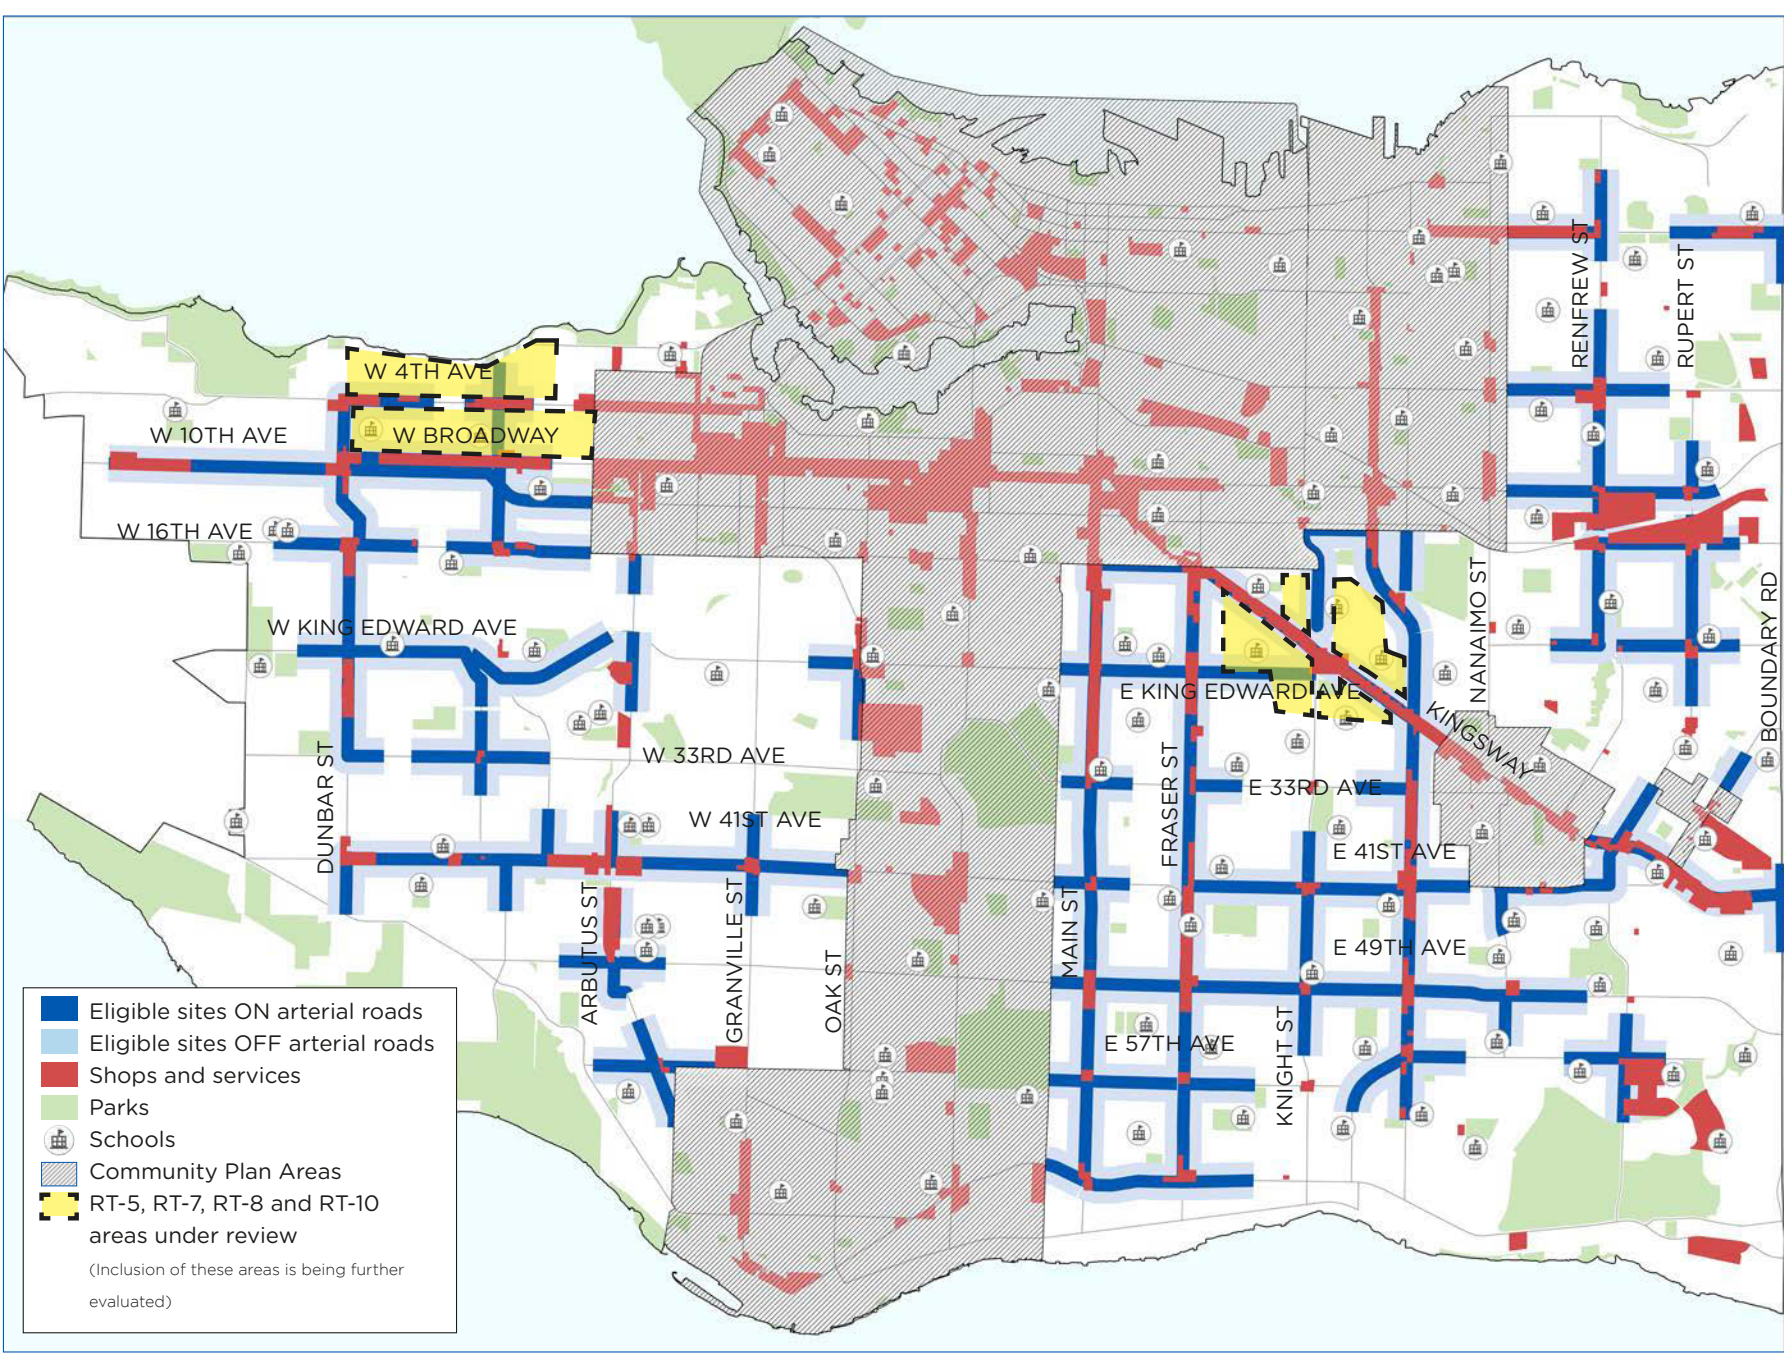 W 4TH AVE
W BROADWAY
W 10TH AVE
W 16TH AVE
W KING EDWARD AVE
W 33RD AVE
W 41ST AVE
DUNBAR ST
ARBUTUS ST
GRANVILLE ST
OAK ST
MAIN ST
FRASER ST
KNIGHT ST
E KING EDWARD AVE
KINGSWAY
E 33RD AVE
E 41ST AVE
E 49TH AVE
E 57TH AVE
NANAIMO ST
RENFREW ST
RUPERT ST
BOUNDARY RD
Eligible sites ON arterial roads
Eligible sites OFF arterial roads
Shops and services
Parks
Schools
Community Plan Areas
RT-5, RT-7, RT-8 and RT-10
areas under review
(Inclusion of these areas is being further
evaluated)